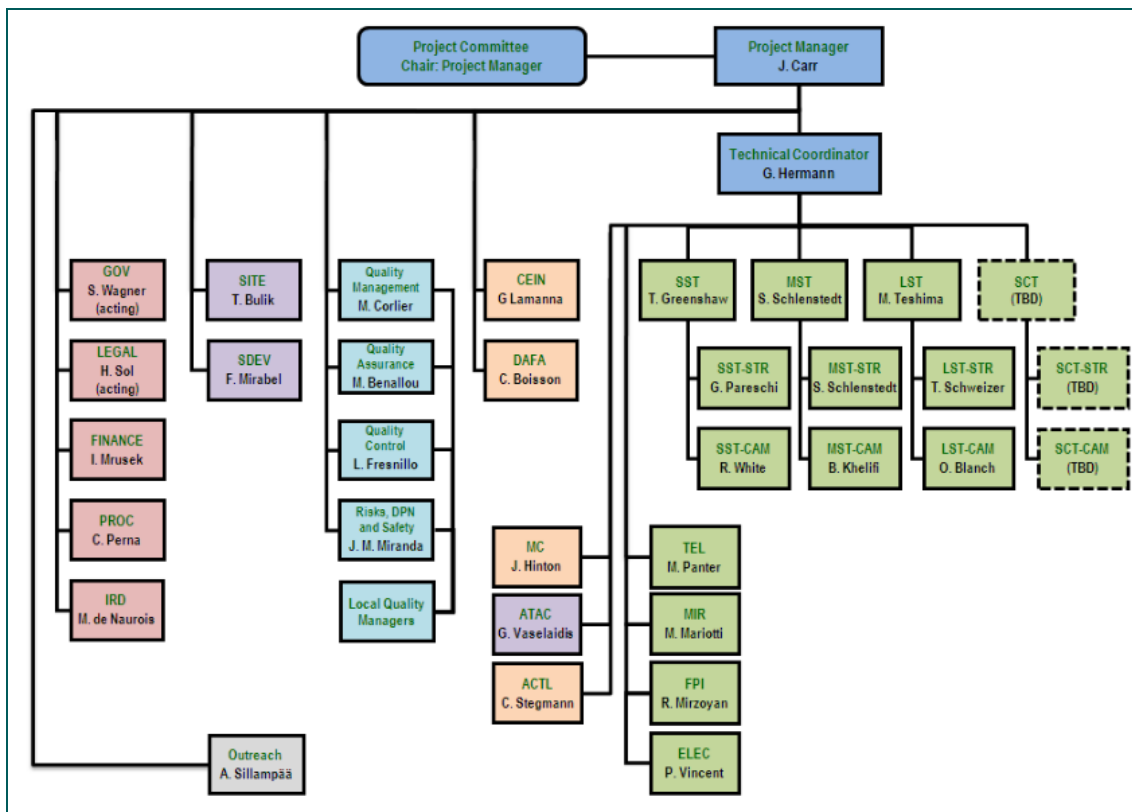 Project Committee
Chair: Project Manager
Project Manager
J. Carr
Technical Coordinator
G. Hermann
GOV
S. Wagner
(acting)
LEGAL
H. Sol
(acting)
FINANCE
I. Mrusek
PROC
C. Perna
IRD
M. de Naurois
SITE
T. Bulik
SDEV
F. Mirabel
Quality
Management
M. Corlier
Quality
Assurance
M. Benallou
Quality
Control
L. Fresnillo
Risks, DPN
and Safety
J. M. Miranda
Local Quality
Managers
CEIN
G Lamanna
DAFA
C. Boisson
SST
T. Greenshaw
MST
S. Schlenstedt
LST
M. Teshima
SCT
(TBD)
SST-STR
G. Pareschi
MST-STR
S. Schlenstedt
LST-STR
T. Schweizer
SCT-STR
(TBD)
SST-CAM
R. White
MST-CAM
B. Khelifi
LST-CAM
O. Blanch
SCT-CAM
(TBD)
MC
J. Hinton
ATAC
G. Vaselaidis
ACTL
C. Stegmann
TEL
M. Panter
MIR
M. Mariotti
FPI
R. Mirzoyan
ELEC
P. Vincent
Outreach
A. Sillampää